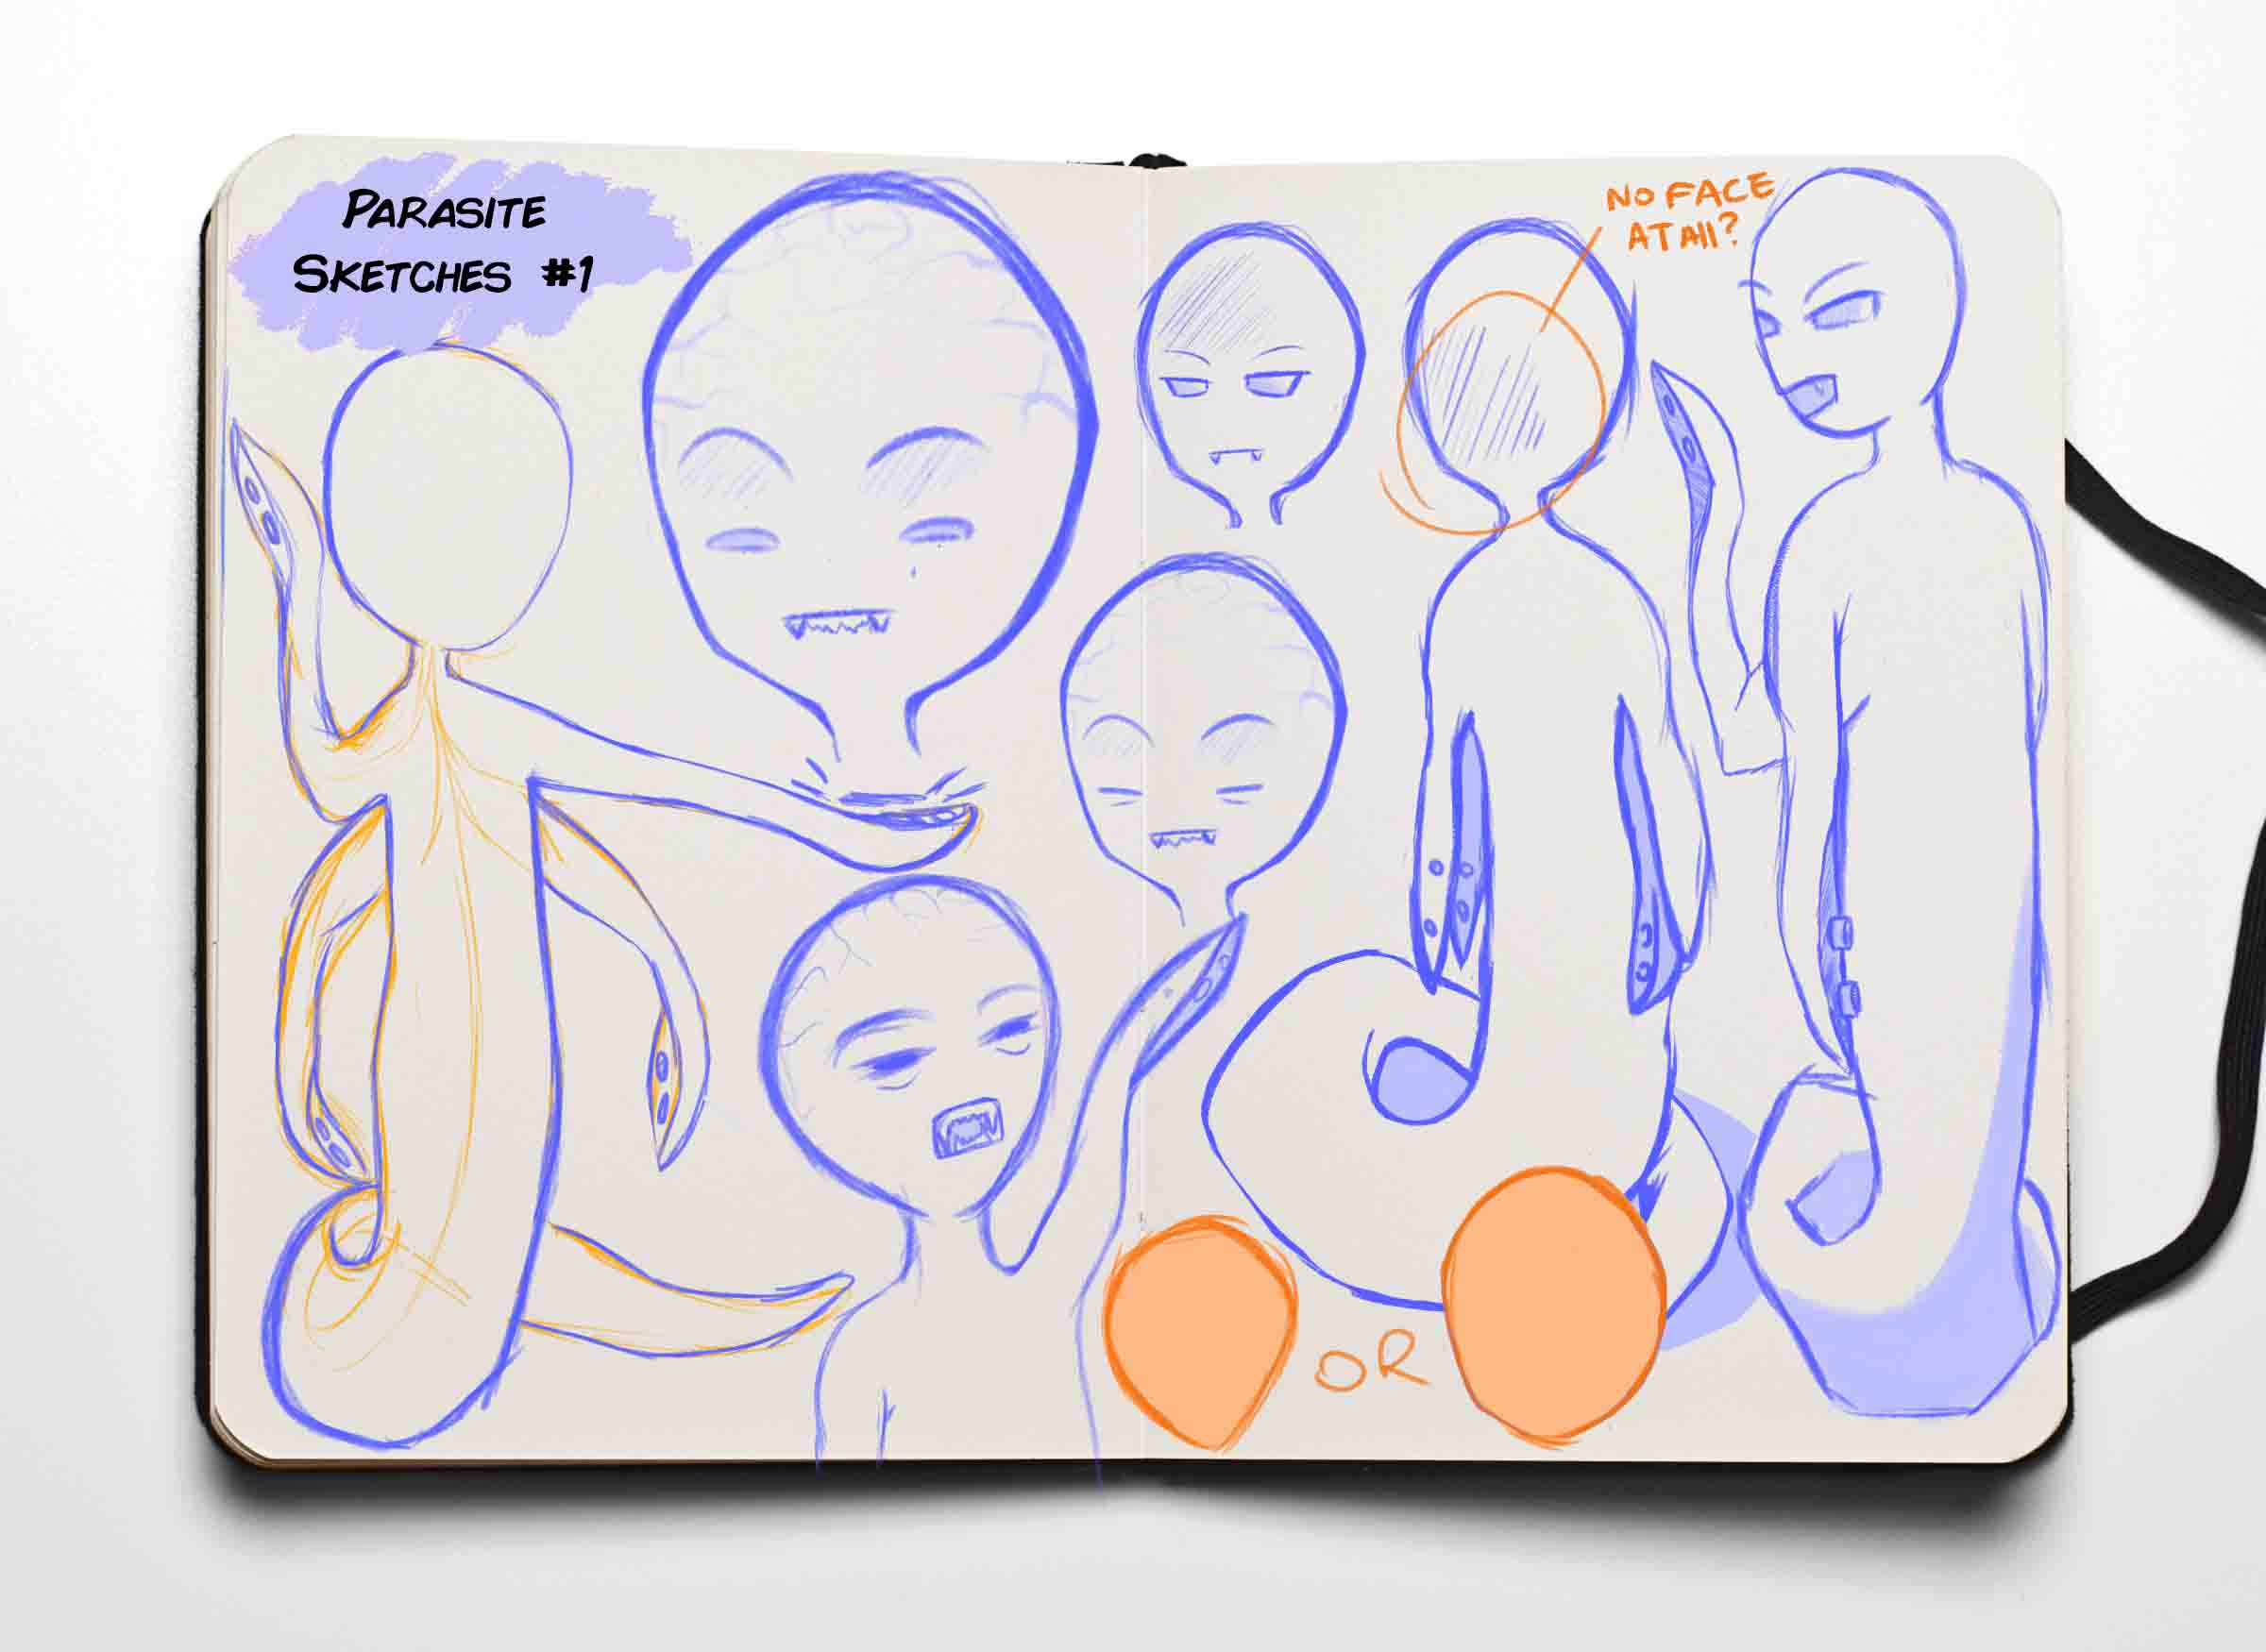 PARASITE
SKETCHES #1
NO FACE
AT All?
OR